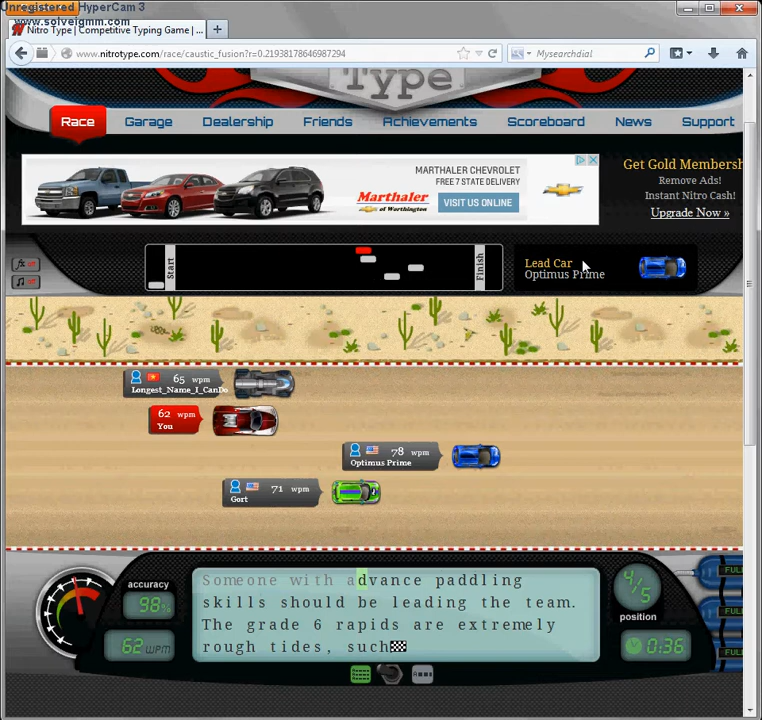 Unregistered HyperCam 3
www.solveigmm.com
Nitro Type | Competitive Typing Game | ...
www.nitrotype.com/race/caustic_fusion?r=0.21938178646987294
Mysearchdial
Type
Race Garage Dealership Friends Achievements Scoreboard News Support
MARTHALER CHEVROLET
FREE 7 STATE DELIVERY
Marthaler
of Worthington
VISIT US ONLINE
Get Gold Membersh
Remove Ads!
Instant Nitro Cash!
Upgrade Now »
Start
Finish
Lead Car
Optimus Prime
65 wpm
Longest_Name_I_CanDo
62 wpm
You
78 wpm
Optimus Prime
71 wpm
Gort
accuracy
98%
62 WPM
Someone with advance paddling
skills should be leading the team.
The grade 6 rapids are extremely
rough tides, such
4/5
position
0:36
FULL
FULL
FULL